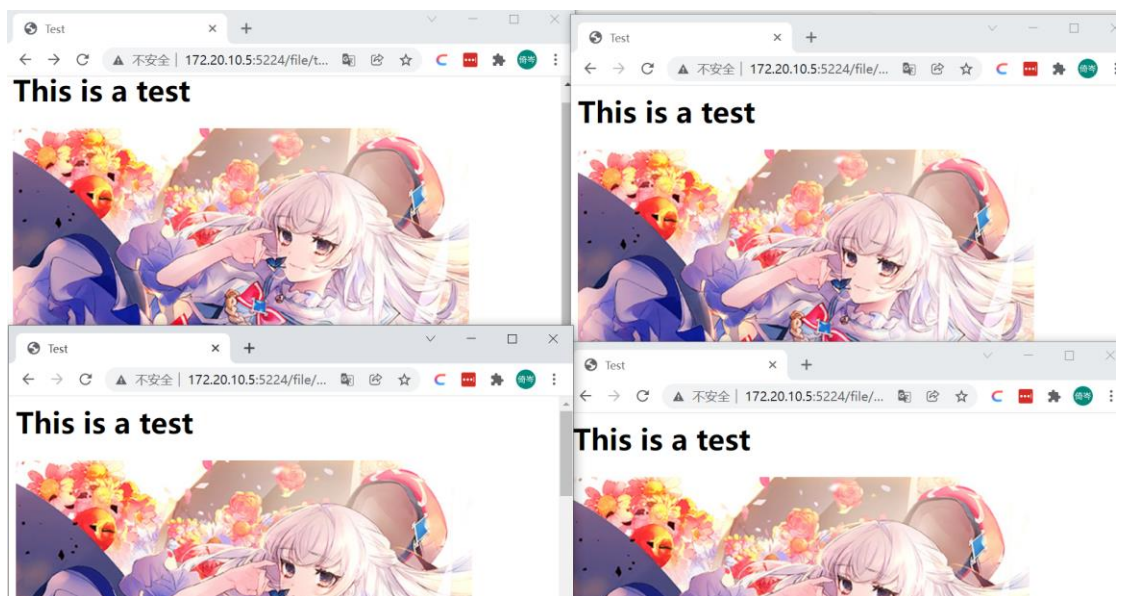 Test
不安全 | 172.20.10.5:5224/file/t...
This is a test
Test
不安全 | 172.20.10.5:5224/file/...
This is a test
Test
不安全 | 172.20.10.5:5224/file/...
This is a test
Test
不安全 | 172.20.10.5:5224/file/...
This is a test